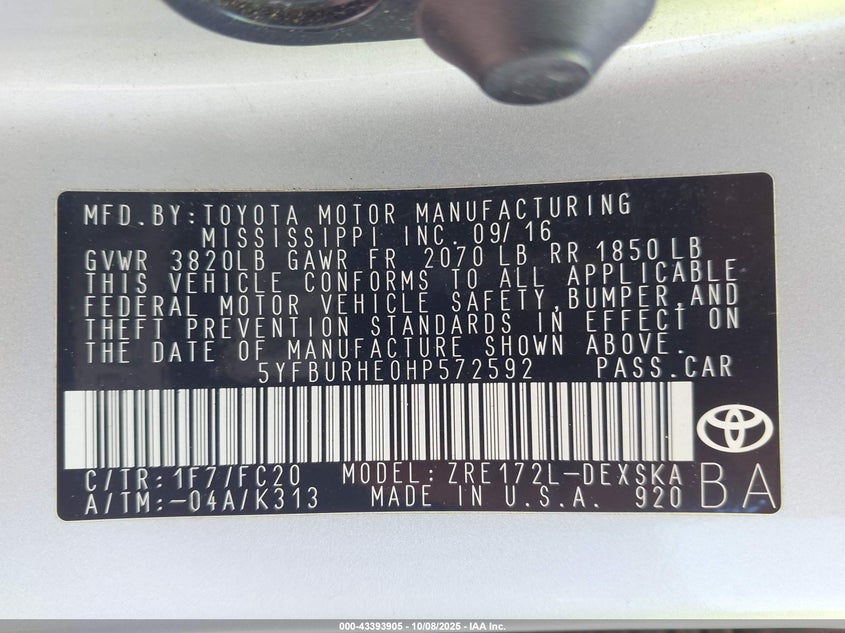 MFD.BY:TOYOTA MOTOR MANUFACTURING
MISSISSIPPI INC. 09/16
GVWR 3820LB GAWR FR 2070LB RR 1850LB
THIS VEHICLE CONFORMS TO ALL APPLICABLE
FEDERAL MOTOR VEHICLE SAFETY,BUMPER,AND
THEFT PREVENTION STANDARDS IN EFFECT ON
THE DATE OF MANUFACTURE SHOWN ABOVE.
5YFBURHE0HP572592 PASS.CAR
C/TR:1F7/FC20 MODEL:ZRE172L-DEXSKA
A/TM:-04A/K313 MADE IN U.S.A. 920 BA
000-43393905 - 10/08/2025 - IAA Inc.